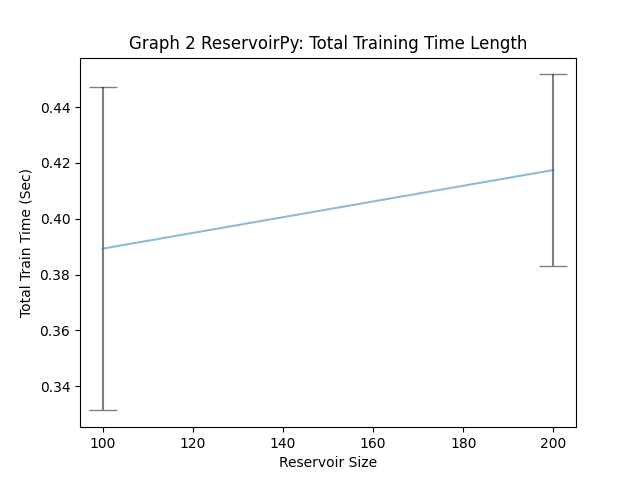 Graph 2 ReservoirPy: Total Training Time Length
Total Train Time (Sec)
0.44
0.42
0.40
0.38
0.36
0.34
100 120 140 160 180 200
Reservoir Size